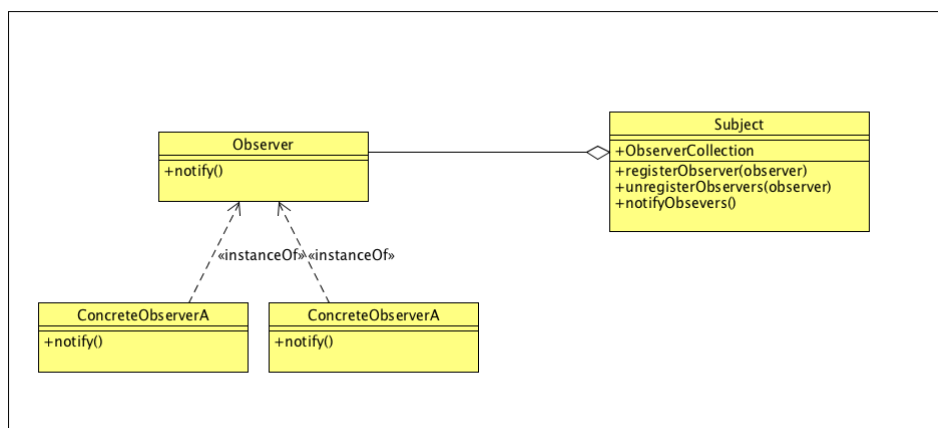 Observer
+notify()
Subject
+ObserverCollection
+registerObserver(observer)
+unregisterObservers(observer)
+notifyObsevers()
«instanceOf»
«instanceOf»
ConcreteObserverA
+notify()
ConcreteObserverA
+notify()